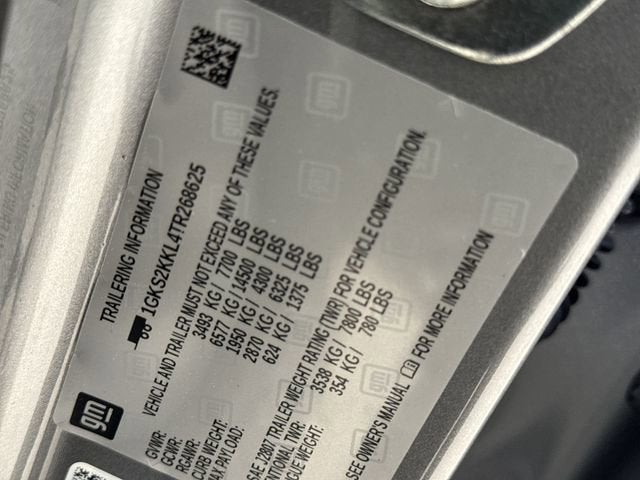 TRAILERING INFORMATION
1GKS2KKL4TR268625
VEHICLE AND TRAILER MUST NOT EXCEED ANY OF THESE VALUES.
GVWR: 3493 KG/ 7700 LBS
GCWR: 6577 KG/ 14500 LBS
RGAWR: 1950 KG/ 4300 LBS
CURB WEIGHT: 2870 KG/ 6325 LBS
MAX PAYLOAD: 624 KG/ 1375 LBS
SAE J2807 TRAILER WEIGHT RATING (TWR) FOR VEHICLE CONFIGURATION.
TWR: 3538 KG/ 7800 LBS
WEIGHT: 354 KG/ 780 LBS
SEE OWNER'S MANUAL FOR MORE INFORMATION
gm